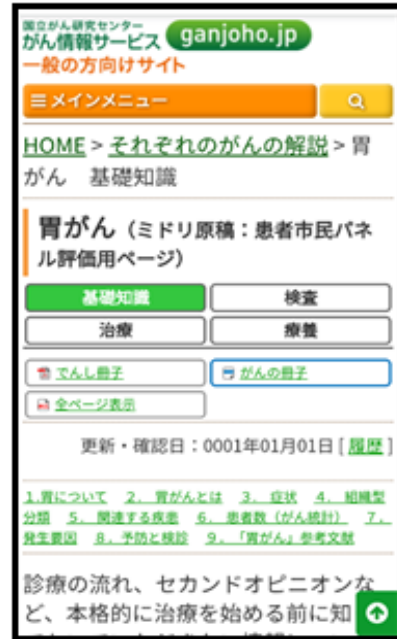 国立がん研究センター
がん情報サービス ganjoho.jp
一般の方向けサイト
メインメニュー
HOME > それぞれのがんの解説 > 胃
がん 基礎知識
胃がん（ミドリ原稿：患者市民パネ
ル評価用ページ）
基礎知識 検査
治療 療養
でんし冊子 がんの冊子
全ページ表示
更新・確認日：0001年01月01日 [ 履歴 ]
1.胃について 2. 胃がんとは 3. 症状 4. 組織型
分類 5. 関連する疾患 6. 患者数（がん統計） 7.
発生要因 8. 予防と検診 9. 「胃がん」参考文献
診療の流れ、セカンドオピニオンな
ど、本格的に治療を始める前に知